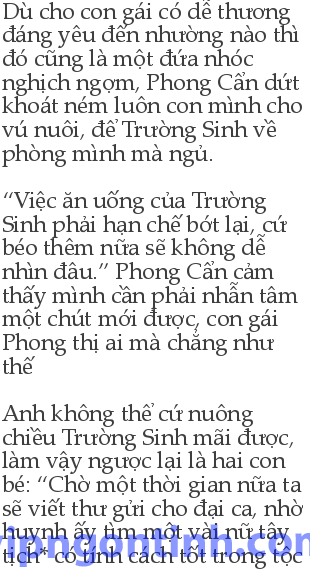 Dù cho con gái có dễ thương
đáng yêu đến nhường nào thì
đó cũng là một đứa nhóc
nghịch ngợm, Phong Cẩn dứt
khoát ném luôn con mình cho
vú nuôi, để Trường Sinh về
phòng mình mà ngủ.
“Việc ăn uống của Trường
Sinh phải hạn chế bớt lại, cứ
béo thêm nữa sẽ không dễ
nhìn đâu.” Phong Cẩn cảm
thấy mình cần phải nhẫn tâm
một chút mới được, con gái
Phong thị ai mà chẳng như
thế
Anh không thể cứ nuông
chiều Trường Sinh mãi được,
làm vậy ngược lại là hai con
bé: “Chờ một thời gian nữa ta
sẽ viết thư gửi cho đại ca, nhờ
huynh ấy tìm một vài nữ tây
tịch* có tính cách tốt trong tộc
vipngontinh.com